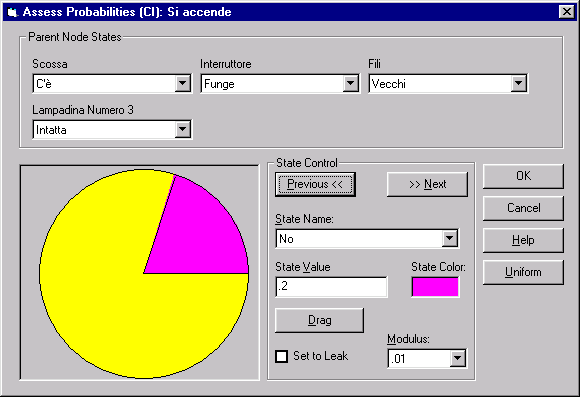 Assess Probabilities (CI): Si accende
Parent Node States
Scossa
Interruttore
Fili
C'è
Funge
Vecchi
Lampadina Numero 3
Intatta
State Control
Previous <<
>> Next
State Name:
No
State Value
State Color:
.2
Drag
Set to Leak
Modulus:
.01
OK
Cancel
Help
Uniform